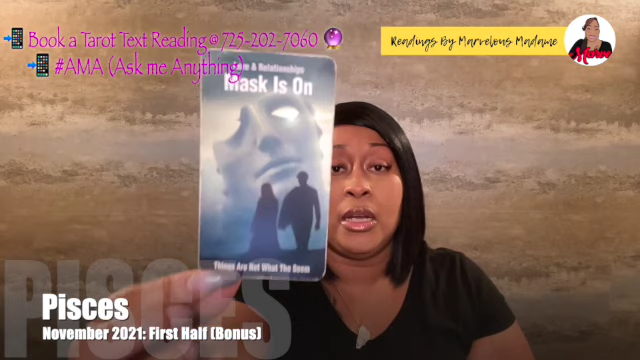 Book a Tarot Text Reading @ 725-202-7060
#AMA (Ask me Anything)
Readings By Marvelous Madame
& Relationships
Mask Is On
Things Are Not What The Seem
PISCES
Pisces
November 2021: First Half (Bonus)